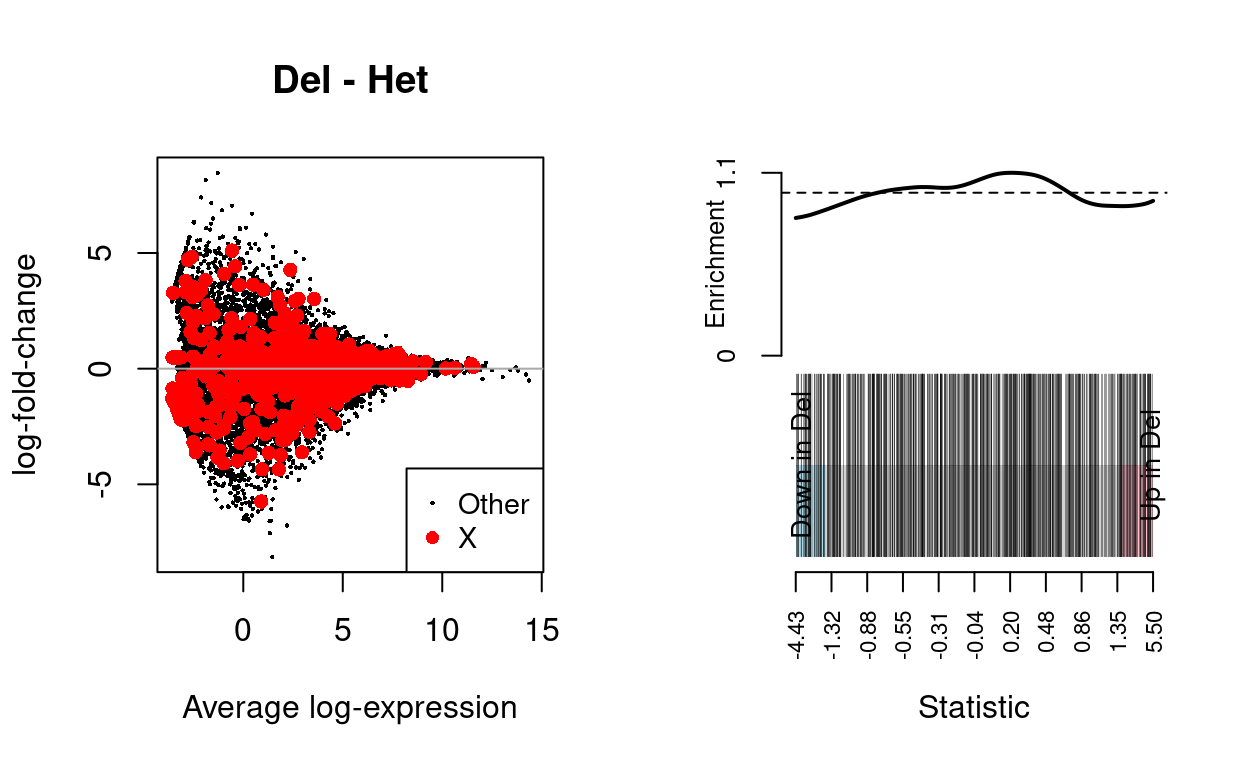 Del - Het
log-fold-change
5
0
-5
Other
X
0
5
10
15
Average log-expression
Enrichment
1.1
0
Down in Del
Up in Del
-4.43
-1.32
-0.88
-0.55
-0.31
-0.04
0.20
0.48
0.86
1.35
5.50
Statistic